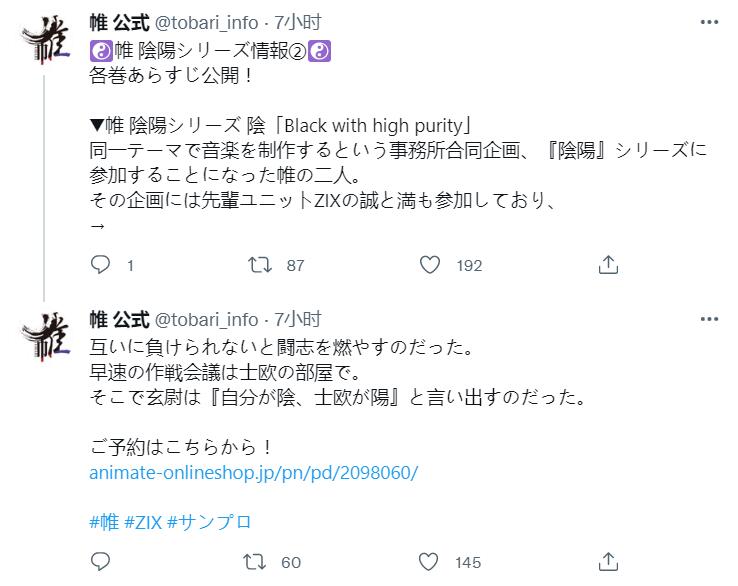 帷 公式 @tobari_info · 7小时
☯帷 陰陽シリーズ情報②☯
各巻あらすじ公開！
▼帷 陰陽シリーズ 陰「Black with high purity」
同一テーマで音楽を制作するという事務所合同企画、『陰陽』シリーズに
参加することになった帷の二人。
その企画には先輩ユニットZIXの誠と満も参加しており、
→
1 87 192
帷 公式 @tobari_info · 7小时
互いに負けられないと闘志を燃やすのだった。
早速の作戦会議は士欧の部屋で。
そこで玄尉は『自分が陰、士欧が陽』と言い出すのだった。
ご予約はこちらから！
animate-onlineshop.jp/pn/pd/2098060/
#帷 #ZIX #サンプロ
60 145